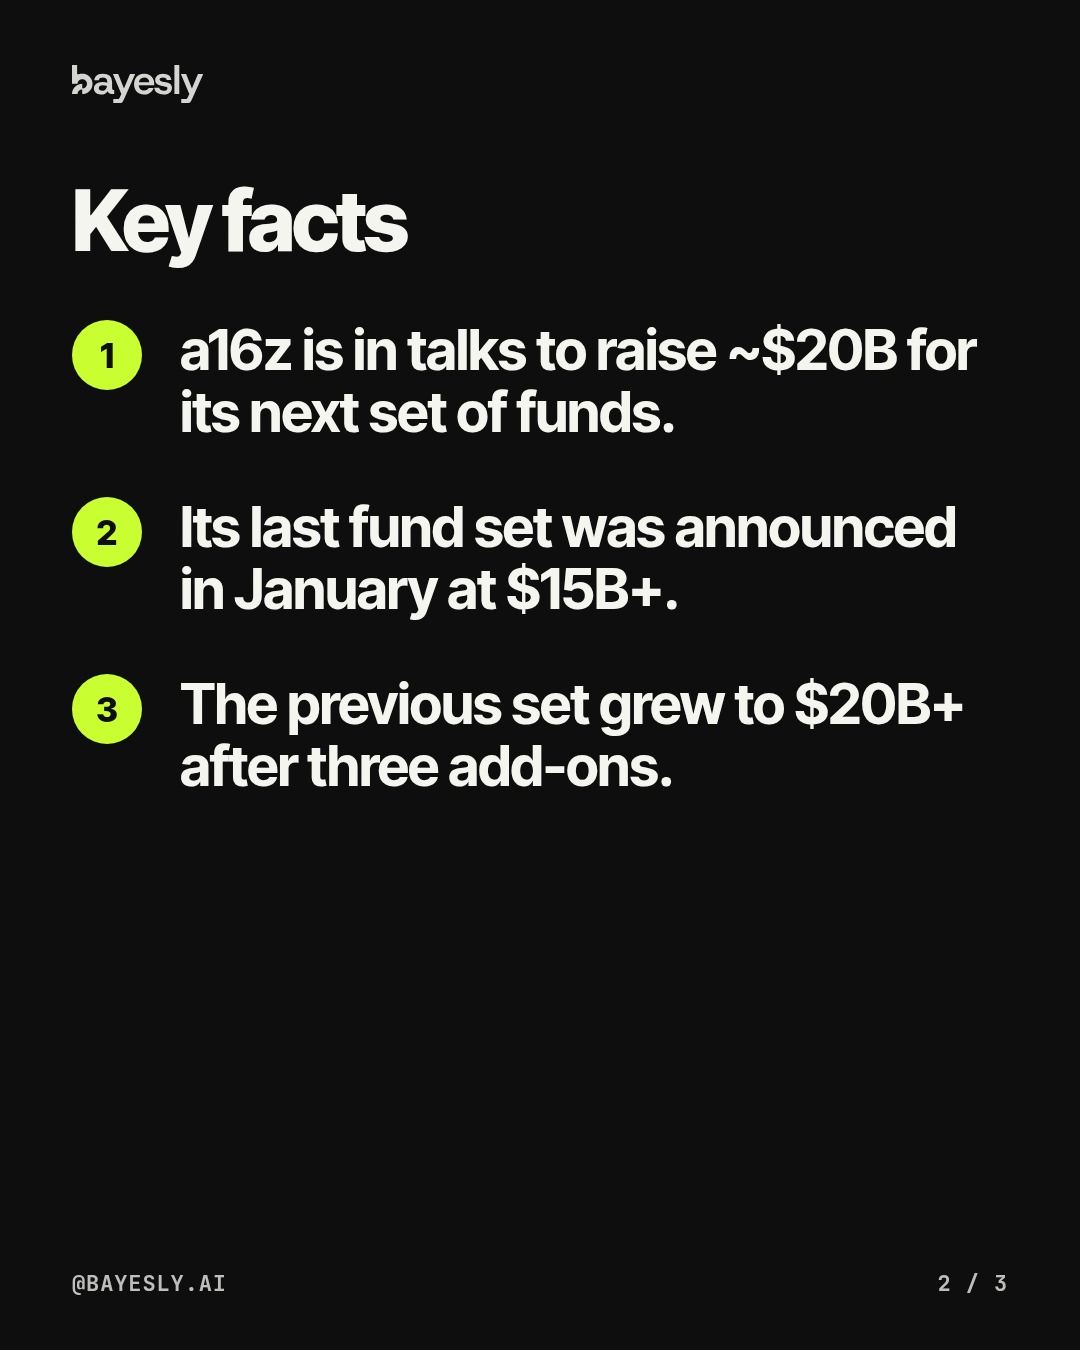 bayesly
Key facts
1
a16z is in talks to raise ~$20B for
its next set of funds.
2
Its last fund set was announced
in January at $15B+.
3
The previous set grew to $20B+
after three add-ons.
@BAYESLY.AI
2 / 3